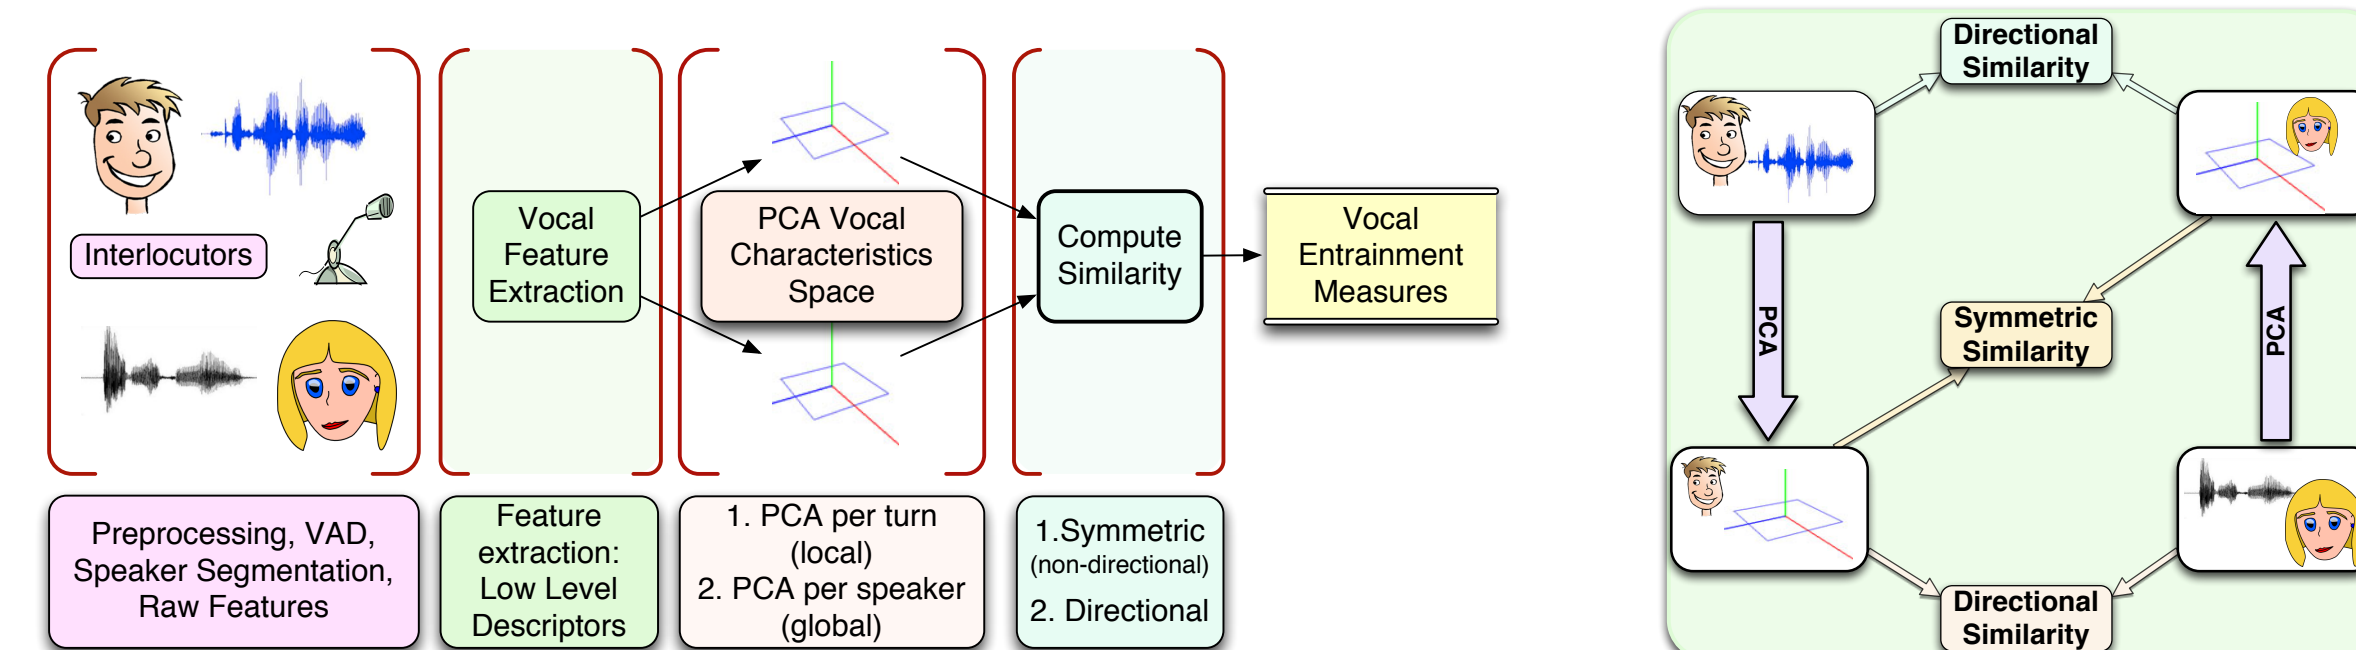 Interlocutors
Vocal
Feature
Extraction
PCA Vocal
Characteristics
Space
Compute
Similarity
Vocal
Entrainment
Measures
Preprocessing, VAD,
Speaker Segmentation,
Raw Features
Feature
extraction:
Low Level
Descriptors
1. PCA per turn
(local)
2. PCA per speaker
(global)
1.Symmetric
(non-directional)
2. Directional
Directional
Similarity
PCA
Symmetric
Similarity
PCA
Directional
Similarity